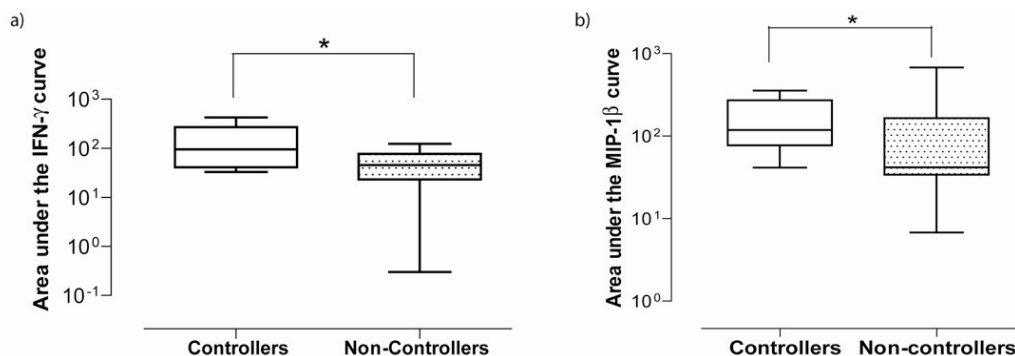 a)
Area under the IFN-γ curve
*
10³
10²
10¹
10⁰
10⁻¹
Controllers Non-Controllers
b)
Area under the MIP-1β curve
*
10³
10²
10¹
10⁰
Controllers Non-controllers